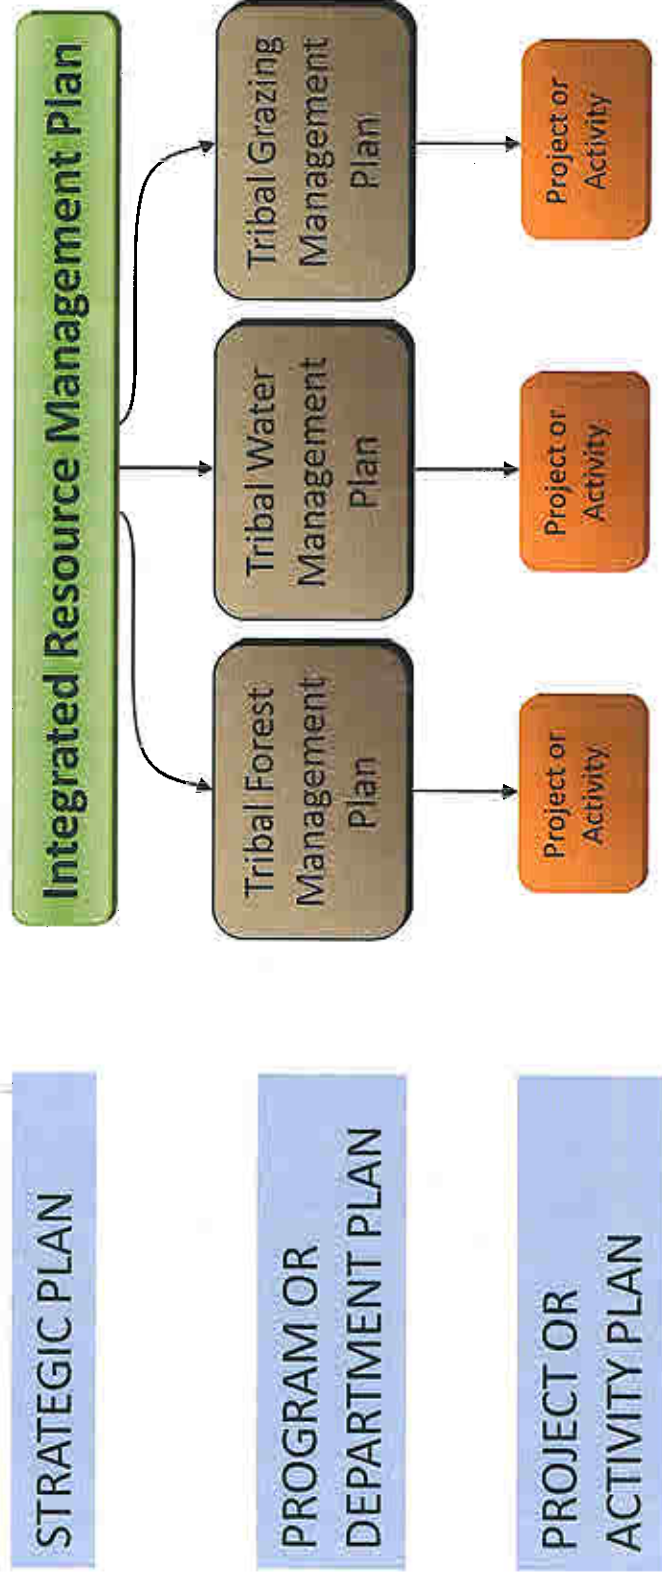 STRATEGIC PLAN
Integrated Resource Management Plan
PROGRAM OR
DEPARTMENT PLAN
Tribal Forest
Management
Plan
Tribal Water
Management
Plan
Tribal Grazing
Management
Plan
PROJECT OR
ACTIVITY PLAN
Project or
Activity
Project or
Activity
Project or
Activity